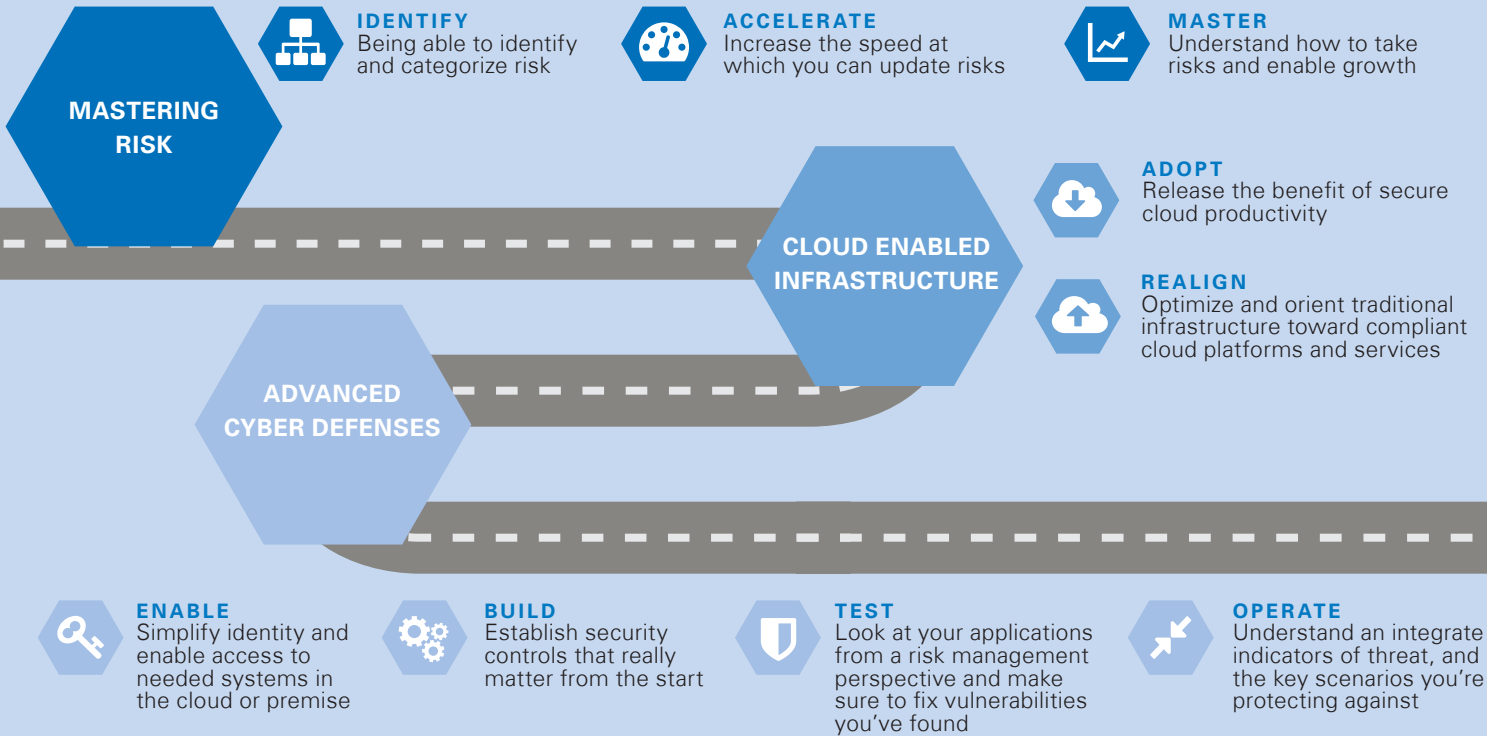 MASTERING
RISK
IDENTIFY
Being able to identify
and categorize risk
ACCELERATE
Increase the speed at
which you can update risks
MASTER
Understand how to take
risks and enable growth
CLOUD ENABLED
INFRASTRUCTURE
ADOPT
Release the benefit of secure
cloud productivity
REALIGN
Optimize and orient traditional
infrastructure toward compliant
cloud platforms and services
ADVANCED
CYBER DEFENSES
ENABLE
Simplify identity and
enable access to
needed systems in
the cloud or premise
BUILD
Establish security
controls that really
matter from the start
TEST
Look at your applications
from a risk management
perspective and make
sure to fix vulnerabilities
you’ve found
OPERATE
Understand an integrate
indicators of threat, and
the key scenarios you’re
protecting against